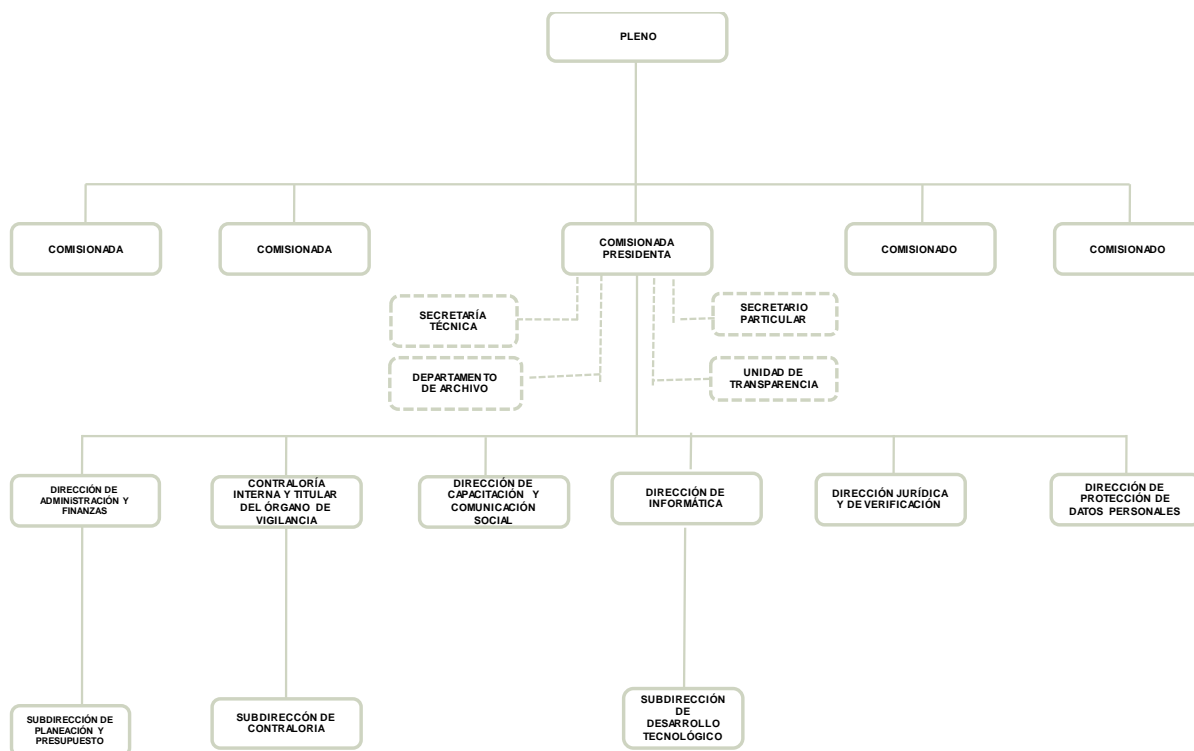 PLENO
COMISIONADA
COMISIONADA
COMISIONADA
PRESIDENTA
COMISIONADO
COMISIONADO
SECRETARÍA
TÉCNICA
SECRETARIO
PARTICULAR
DEPARTAMENTO
DE ARCHIVO
UNIDAD DE
TRANSPARENCIA
DIRECCIÓN DE
ADMINISTRACIÓN Y
FINANZAS
CONTRALORÍA
INTERNA Y TITULAR
DEL ÓRGANO DE
VIGILANCIA
DIRECCIÓN DE
CAPACITACIÓN Y
COMUNICACIÓN
SOCIAL
DIRECCIÓN DE
INFORMÁTICA
DIRECCIÓN JURÍDICA
Y DE VERIFICACIÓN
DIRECCIÓN DE
PROTECCIÓN DE
DATOS PERSONALES
SUBDIRECCIÓN DE
PLANEACIÓN Y
PRESUPUESTO
SUBDIRECCÓN DE
CONTRALORIA
SUBDIRECCIÓN
DE
DESARROLLO
TECNOLÓGICO